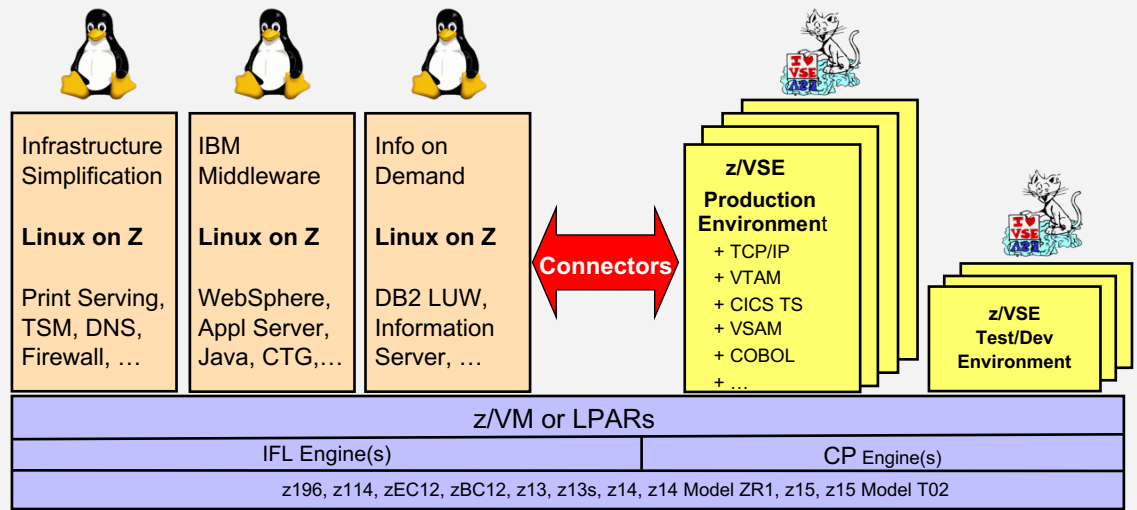 Infrastructure
Simplification
Linux on Z
Print Serving,
TSM, DNS,
Firewall, …
IBM
Middleware
Linux on Z
WebSphere,
Appl Server,
Java, CTG,…
Info on
Demand
Linux on Z
DB2 LUW,
Information
Server, …
Connectors
I ♥
VSE
z/VSE
Production
Environment
+ TCP/IP
+ VTAM
+ CICS TS
+ VSAM
+ COBOL
+ …
I ♥
VSE
z/VSE
Test/Dev
Environment
z/VM or LPARs
IFL Engine(s)
CP Engine(s)
z196, z114, zEC12, zBC12, z13, z13s, z14, z14 Model ZR1, z15, z15 Model T02